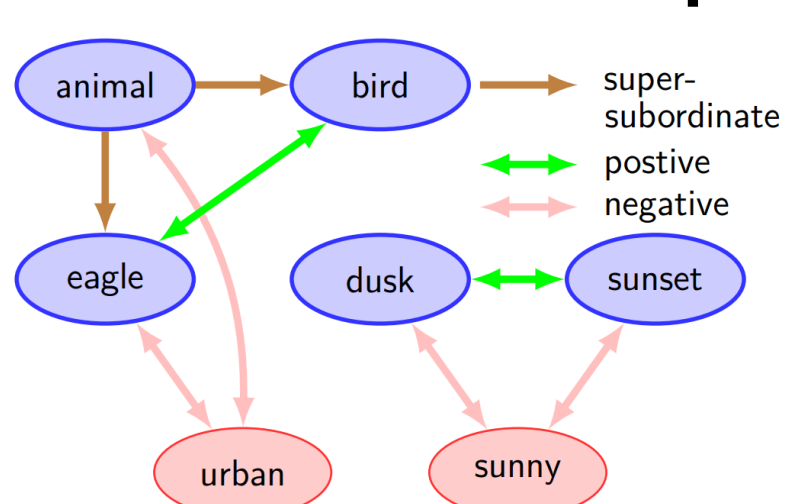 animal
bird
super-
subordinate
postive
negative
eagle
dusk
sunset
urban
sunny